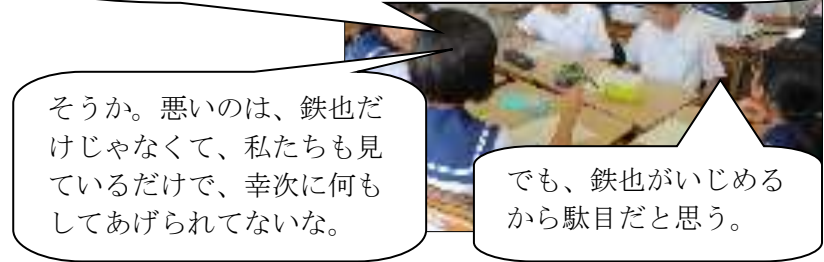 そうか。悪いのは、鉄也だ
けじゃなくて、私たちも見
ているだけで、幸次に何も
してあげられてないな。
でも、鉄也がいじめる
から駄目だと思う。